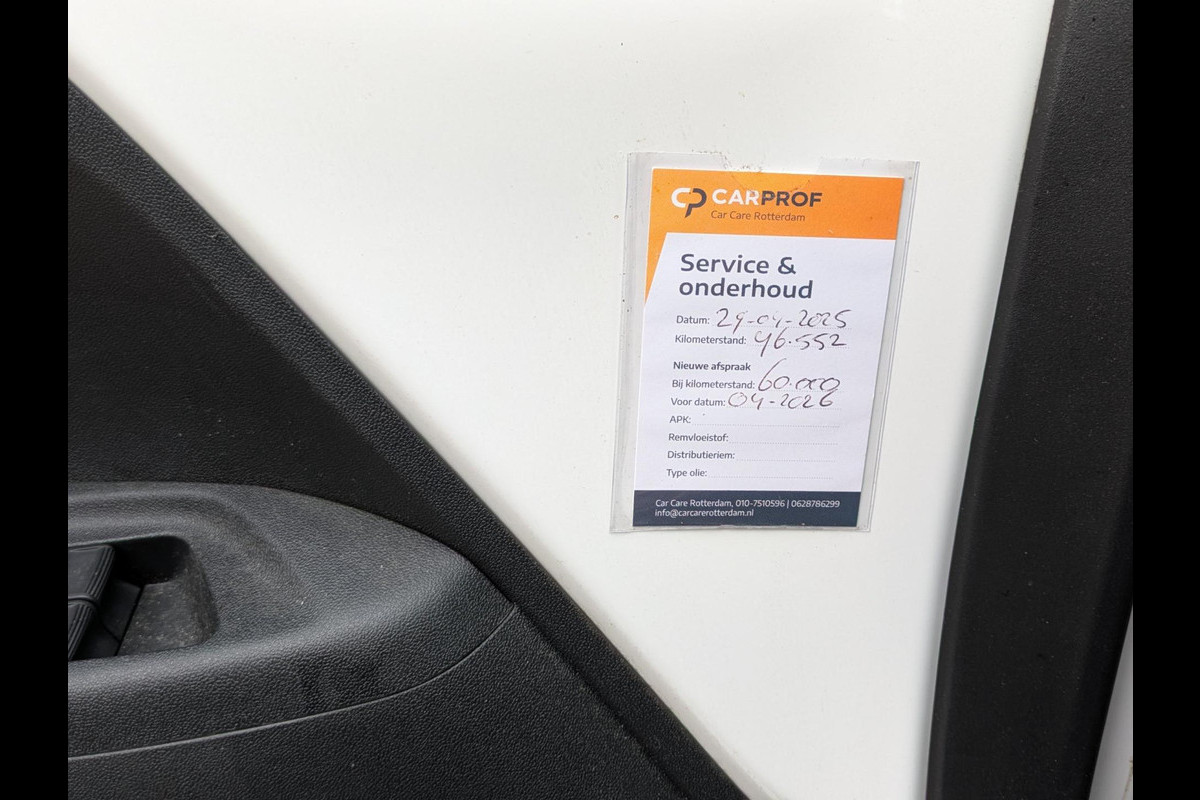 CP CARPROF
Car Care Rotterdam
Service &
onderhoud
Datum: 29-04-2025
Kilometerstand: 46.552
Nieuwe afspraak
Bij kilometerstand: 60.000
Voor datum: 04-2026
APK:
Remvloeistof:
Distributieriem:
Type olie:
Car Care Rotterdam, 010-7510596 | 0628786299
info@carcarerotterdam.nl